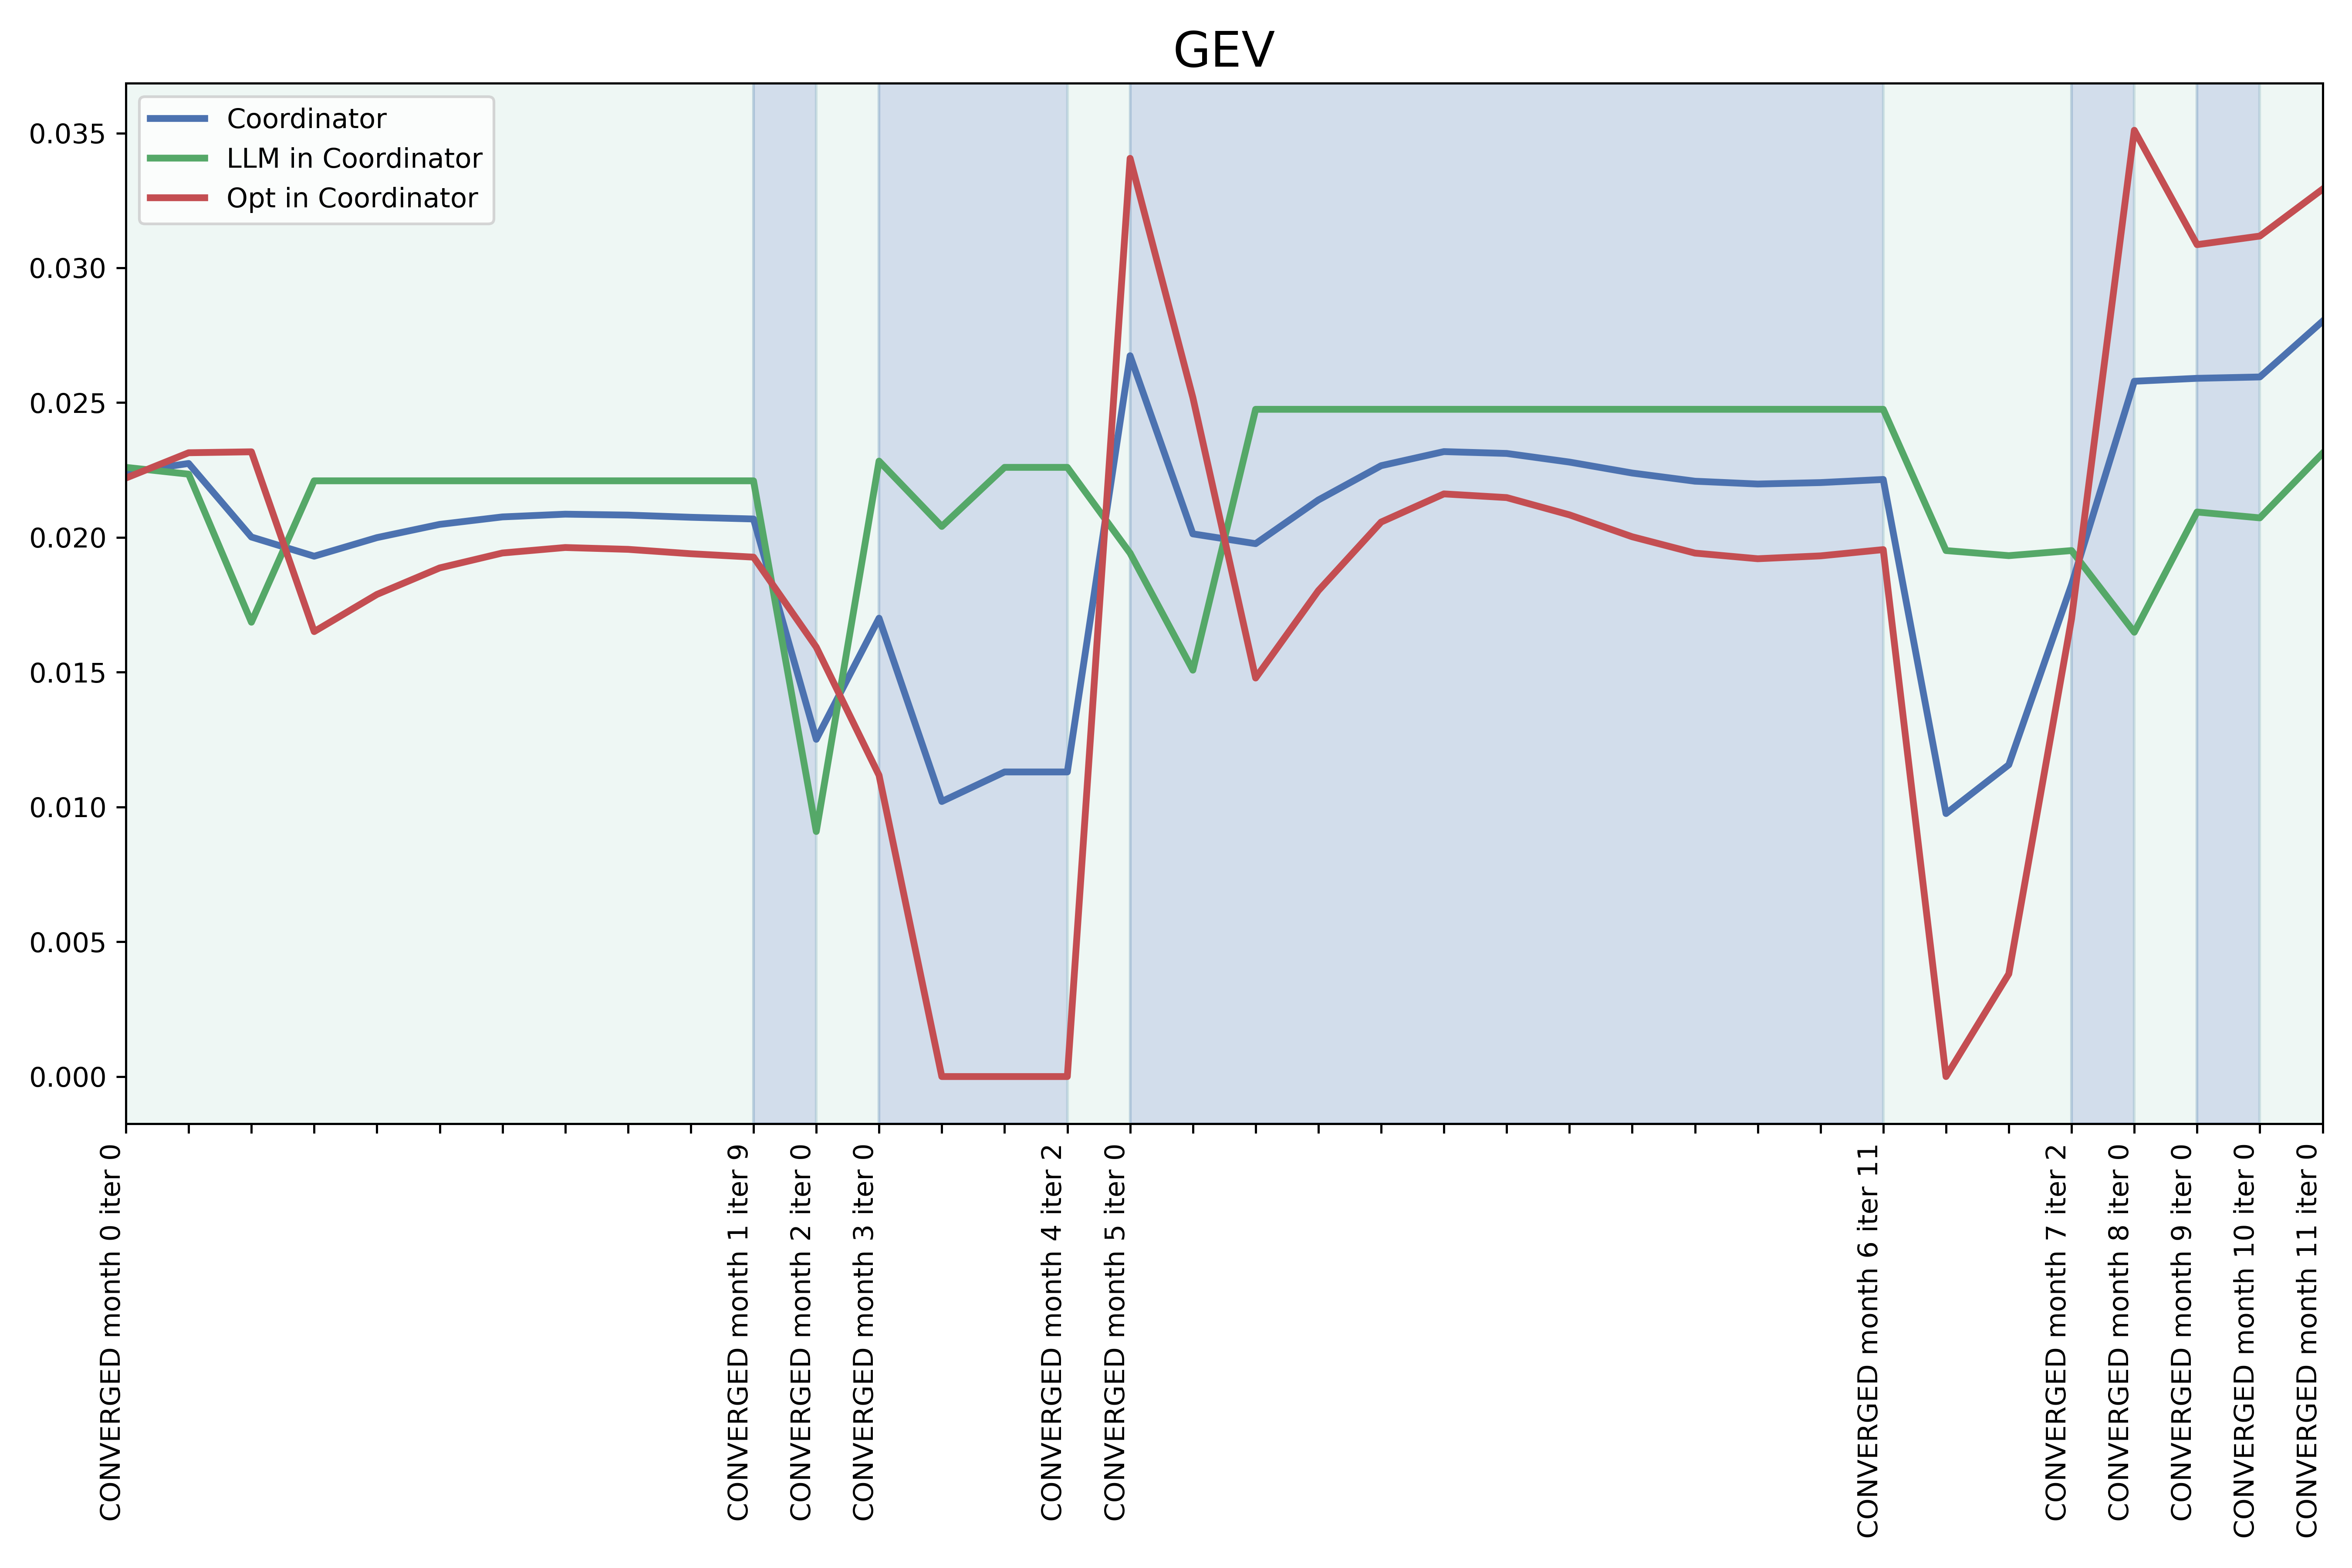 GEV
Coordinator
LLM in Coordinator
Opt in Coordinator
0.035
0.030
0.025
0.020
0.015
0.010
0.005
0.000
CONVERGED month 0 iter 0
CONVERGED month 1 iter 9
CONVERGED month 2 iter 0
CONVERGED month 3 iter 0
CONVERGED month 4 iter 2
CONVERGED month 5 iter 0
CONVERGED month 6 iter 11
CONVERGED month 7 iter 2
CONVERGED month 8 iter 0
CONVERGED month 9 iter 0
CONVERGED month 10 iter 0
CONVERGED month 11 iter 0